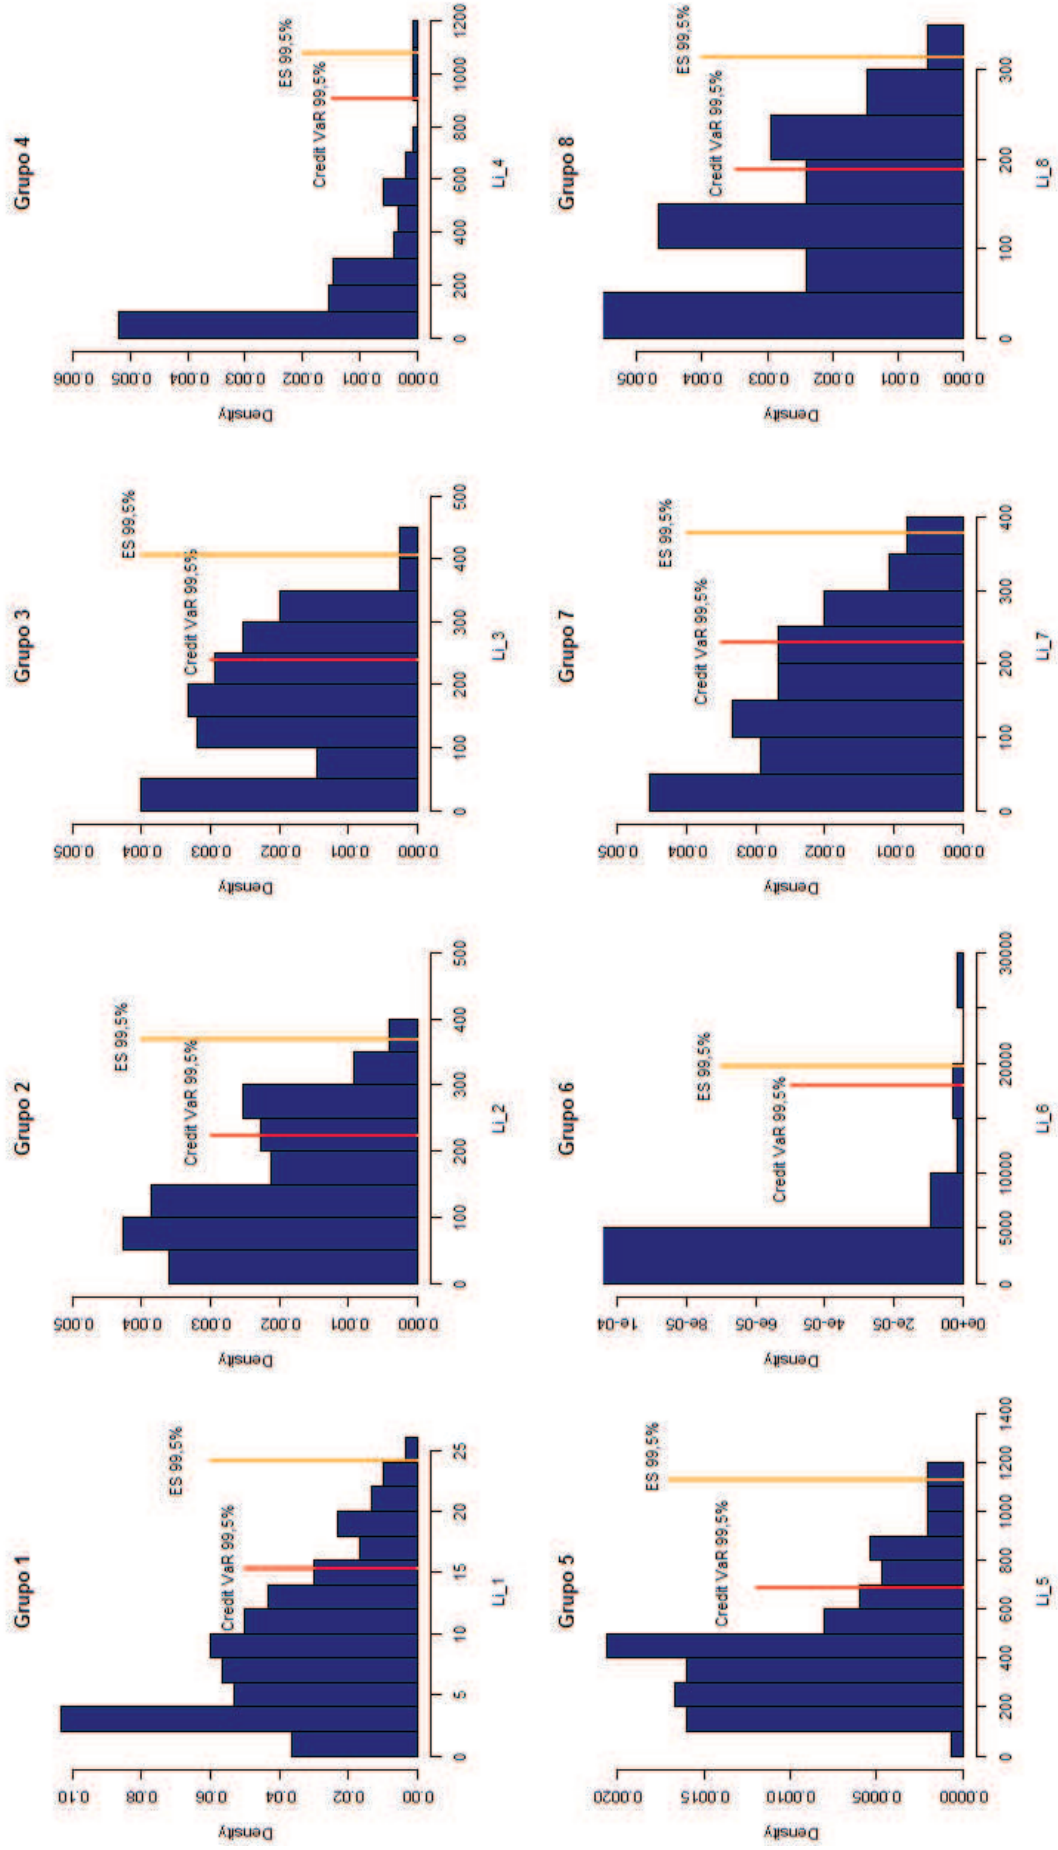 Grupo 1
Density
0.10
0.08
0.06
0.04
0.02
0.00
ES 99,5%
Credit VaR 99,5%
0 5 10 15 20 25
Li_1
Grupo 2
Density
0.005
0.004
0.003
0.002
0.001
0.000
ES 99,5%
Credit VaR 99,5%
0 100 200 300 400 500
Li_2
Grupo 3
Density
0.005
0.004
0.003
0.002
0.001
0.000
ES 99,5%
Credit VaR 99,5%
0 100 200 300 400 500
Li_3
Grupo 4
Density
0.006
0.005
0.004
0.003
0.002
0.001
0.000
ES 99,5%
Credit VaR 99,5%
0 200 400 600 800 1000 1200
Li_4
Grupo 5
Density
0.0020
0.0015
0.0010
0.0005
0.0000
ES 99,5%
Credit VaR 99,5%
0 200 400 600 800 1000 1200 1400
Li_5
Grupo 6
Density
1e-04
8e-05
6e-05
4e-05
2e-05
0e+00
ES 99,5%
Credit VaR 99,5%
0 5000 10000 20000 30000
Li_6
Grupo 7
Density
0.005
0.004
0.003
0.002
0.001
0.000
ES 99,5%
Credit VaR 99,5%
0 100 200 300 400
Li_7
Grupo 8
Density
0.005
0.004
0.003
0.002
0.001
0.000
ES 99,5%
Credit VaR 99,5%
0 100 200 300
Li_8